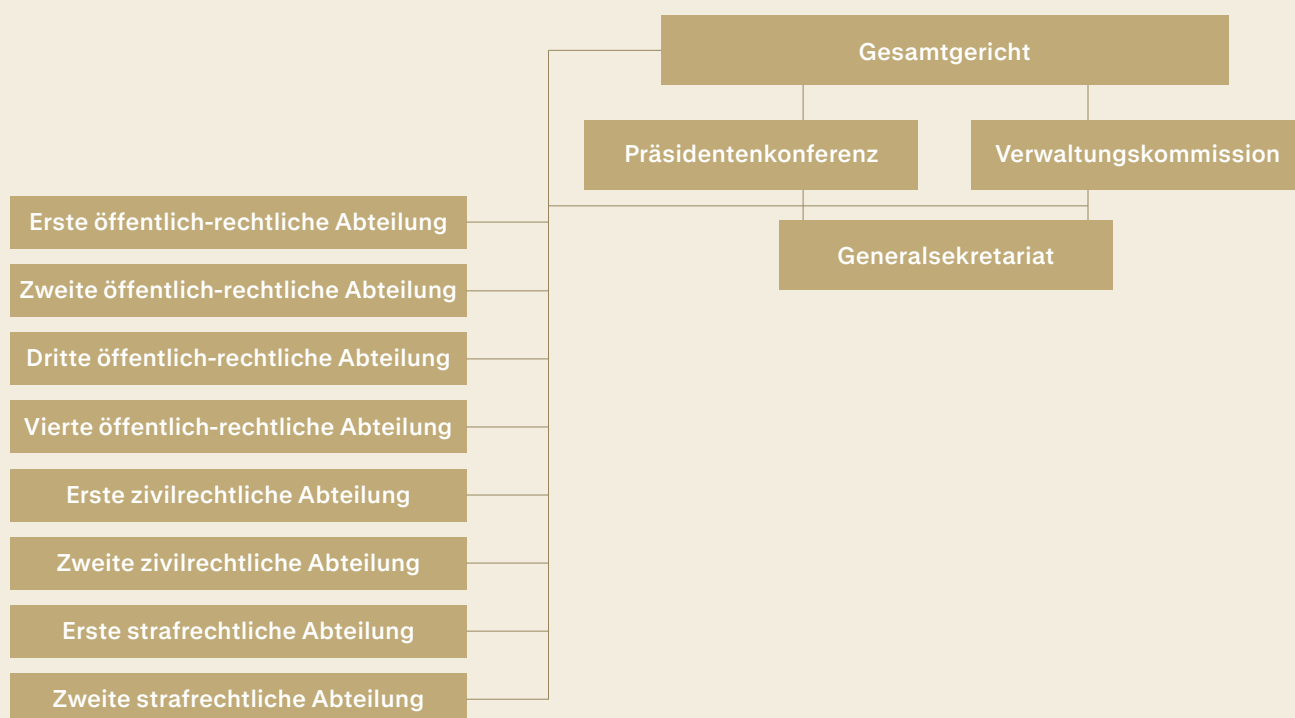 Gesamtgericht
Präsidentenkonferenz
Verwaltungskommission
Generalsekretariat
Erste öffentlich-rechtliche Abteilung
Zweite öffentlich-rechtliche Abteilung
Dritte öffentlich-rechtliche Abteilung
Vierte öffentlich-rechtliche Abteilung
Erste zivilrechtliche Abteilung
Zweite zivilrechtliche Abteilung
Erste strafrechtliche Abteilung
Zweite strafrechtliche Abteilung